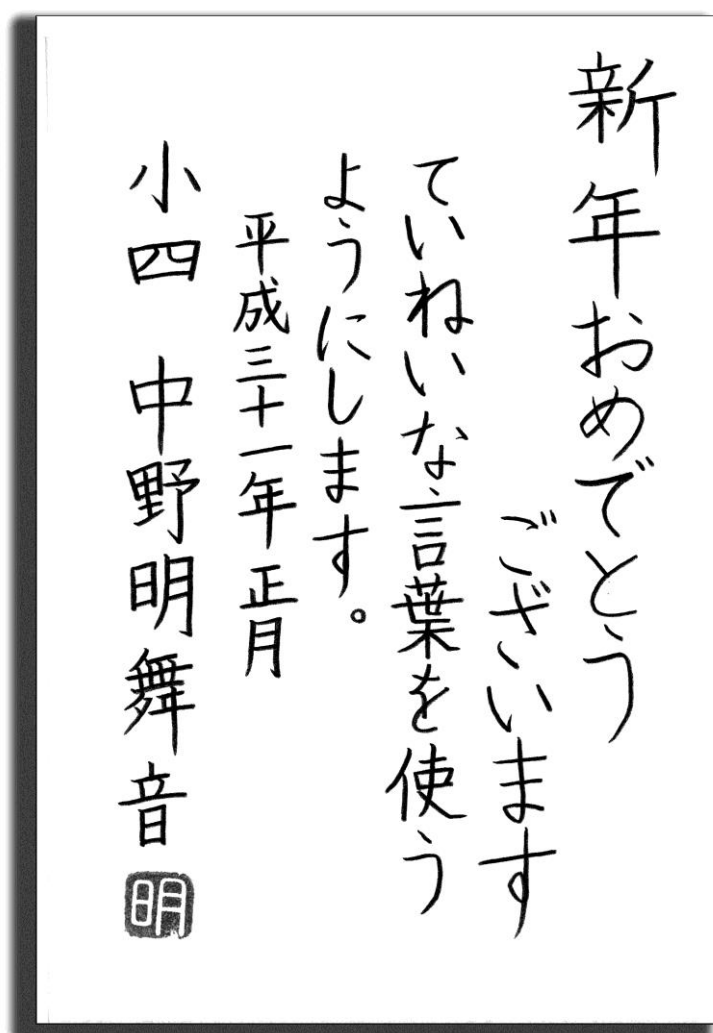 新年おめでとう
ございます
ていねいな言葉を使う
ようにします。
平成三十一年正月
小四 中野明舞音
明